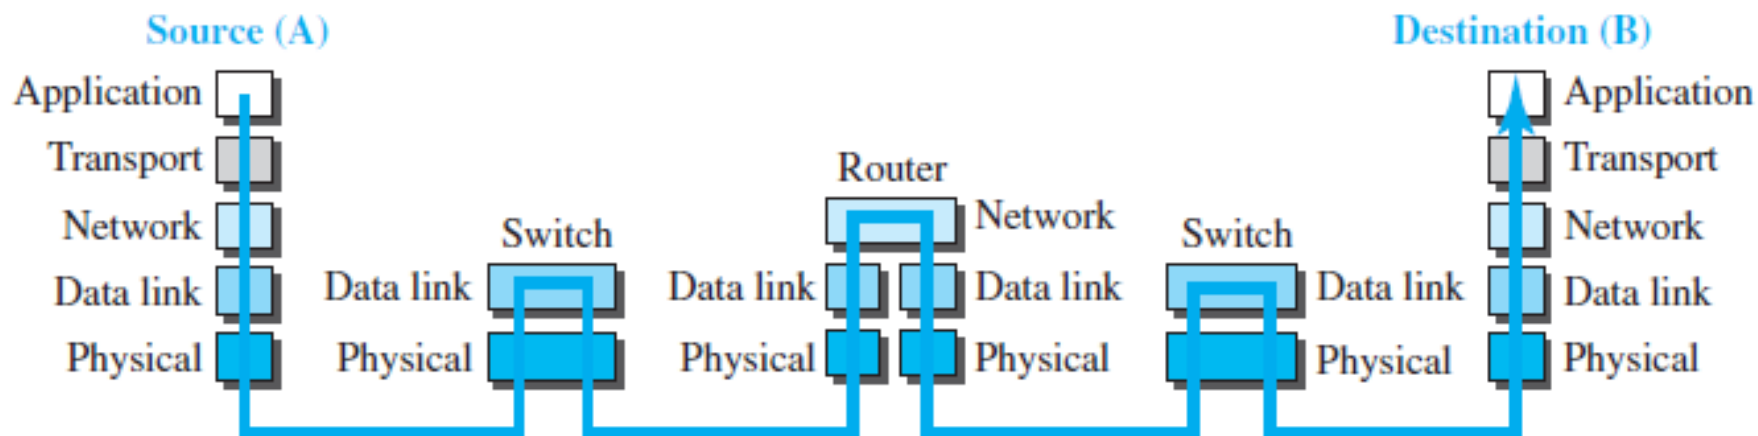 Source (A)
Destination (B)
Application
Application
Transport
Router
Transport
Network
Switch
Network
Switch
Network
Data link
Data link
Data link
Data link
Data link
Data link
Physical
Physical
Physical
Physical
Physical
Physical